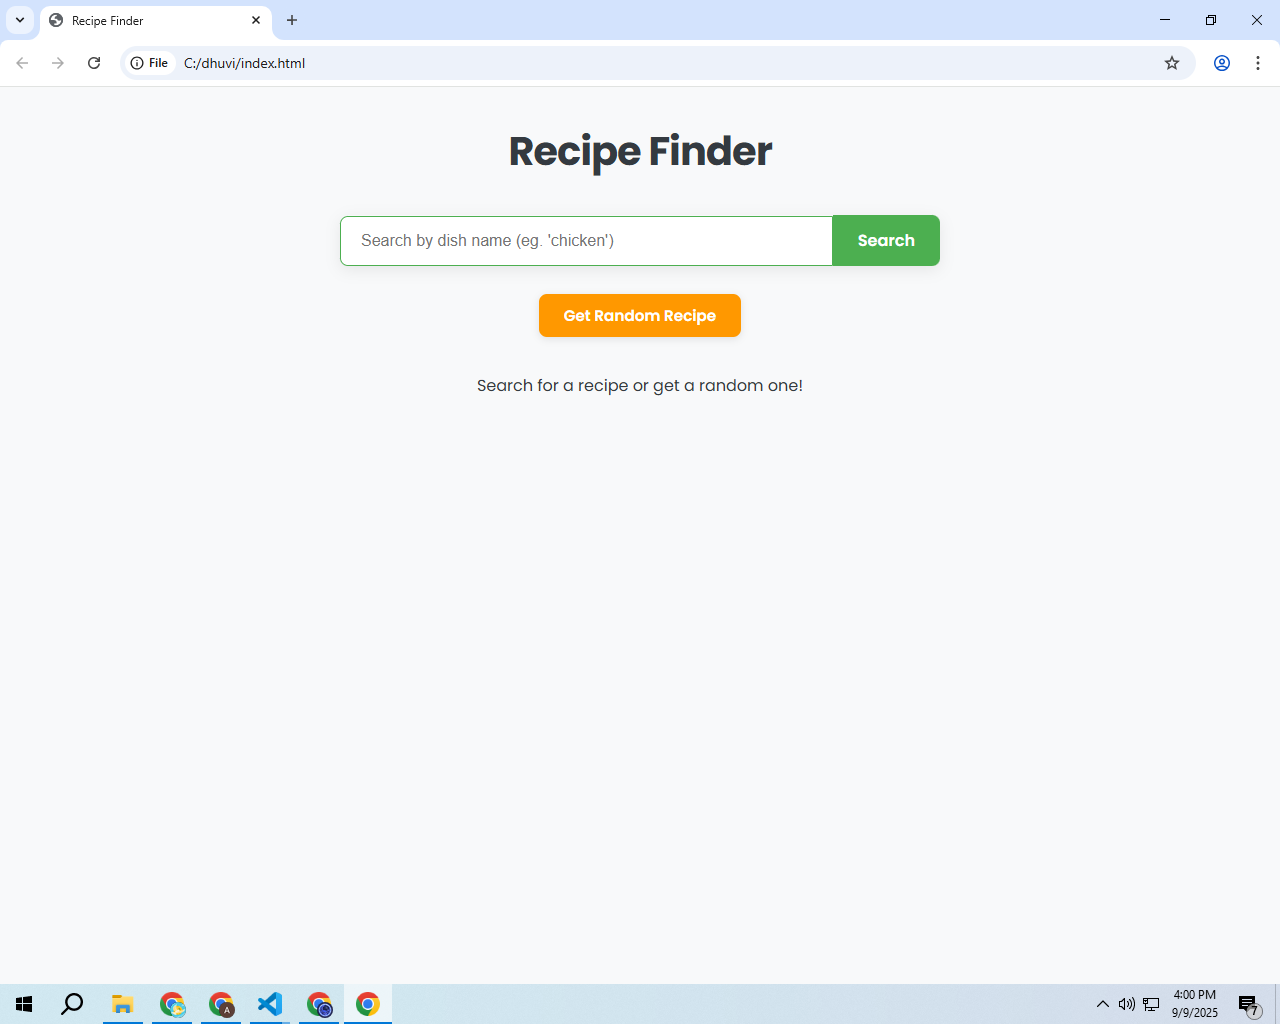 Recipe Finder
File
C:/dhuvi/index.html
Recipe Finder
Search by dish name (eg. 'chicken')
Search
Get Random Recipe
Search for a recipe or get a random one!
A
4:00 PM
9/9/2025
7